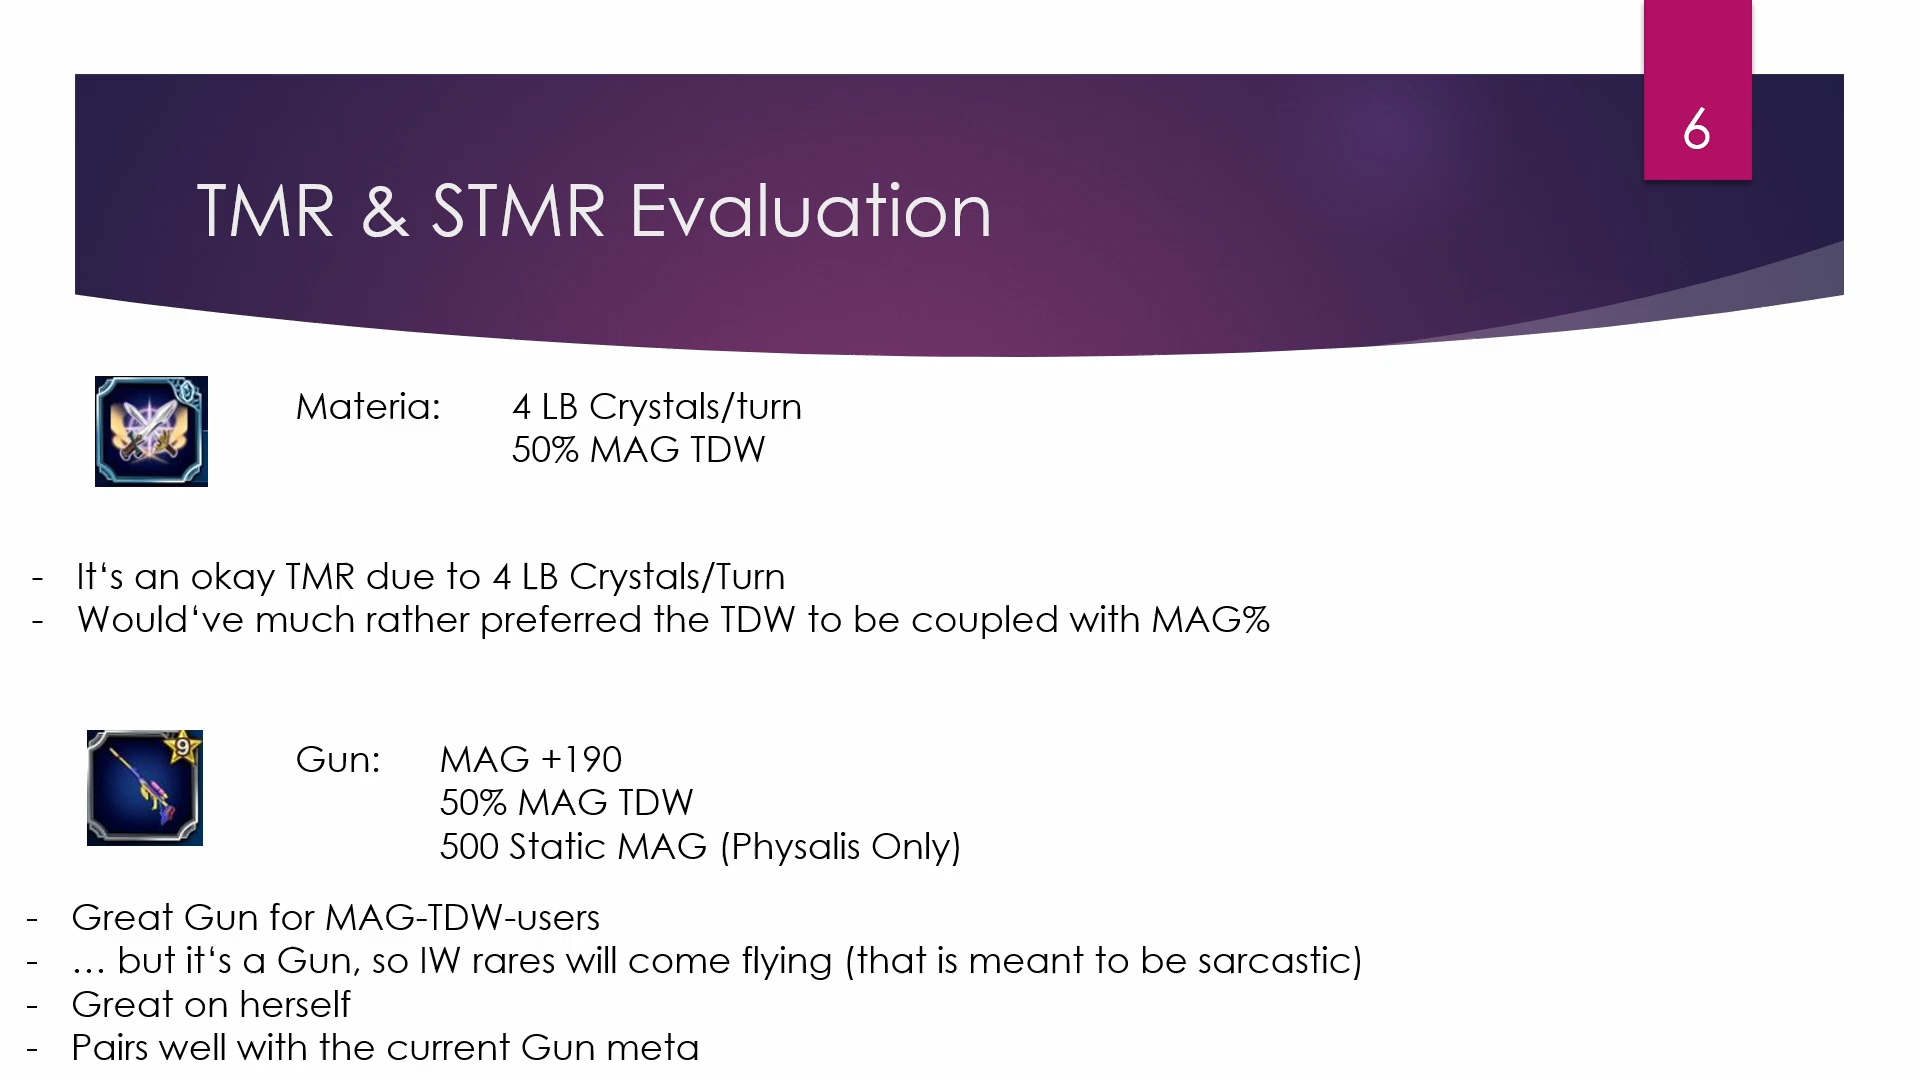 6
TMR & STMR Evaluation
Materia: 4 LB Crystals/turn
50% MAG TDW
- It‘s an okay TMR due to 4 LB Crystals/Turn
- Would‘ve much rather preferred the TDW to be coupled with MAG%
9
Gun: MAG +190
50% MAG TDW
500 Static MAG (Physalis Only)
- Great Gun for MAG-TDW-users
- … but it‘s a Gun, so IW rares will come flying (that is meant to be sarcastic)
- Great on herself
- Pairs well with the current Gun meta